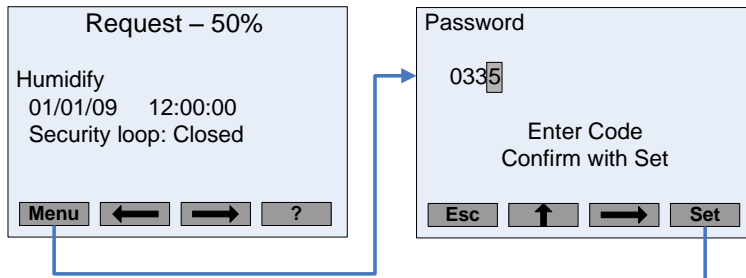 Request – 50%
Humidify
01/01/09 12:00:00
Security loop: Closed
Menu ?
Password
0335
Enter Code
Confirm with Set
Esc Set